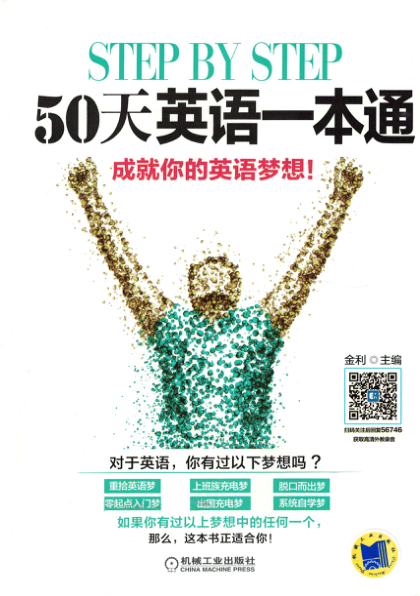 STEP BY STEP
50天英语一本通
成就你的英语梦想！
金利 ◎ 主编
扫码关注后回复56746
获取高清外教录音
对于英语，你有过以下梦想吗？
重拾英语梦 上班族充电梦 脱口而出梦
零起点入门梦 出国充电梦 系统自学梦
如果你有过以上梦想中的任何一个，
那么，这本书正适合你！
机械工业出版社
CHINA MACHINE PRESS